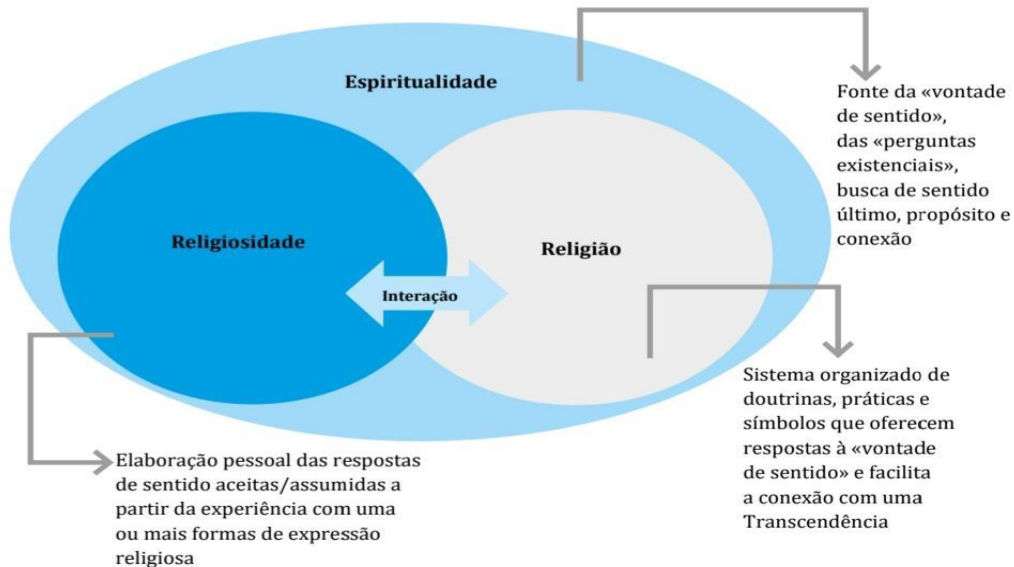 Espiritualidade
Fonte da «vontade
de sentido»,
das «perguntas
existenciais»,
busca de sentido
último, propósito e
conexão
Religiosidade
Religião
Interação
Sistema organizado de
doutrinas, práticas e
símbolos que oferecem
respostas à «vontade
de sentido» e facilita
a conexão com uma
Transcendência
Elaboração pessoal das respostas
de sentido aceitas/assumidas a
partir da experiência com uma
ou mais formas de expressão
religiosa